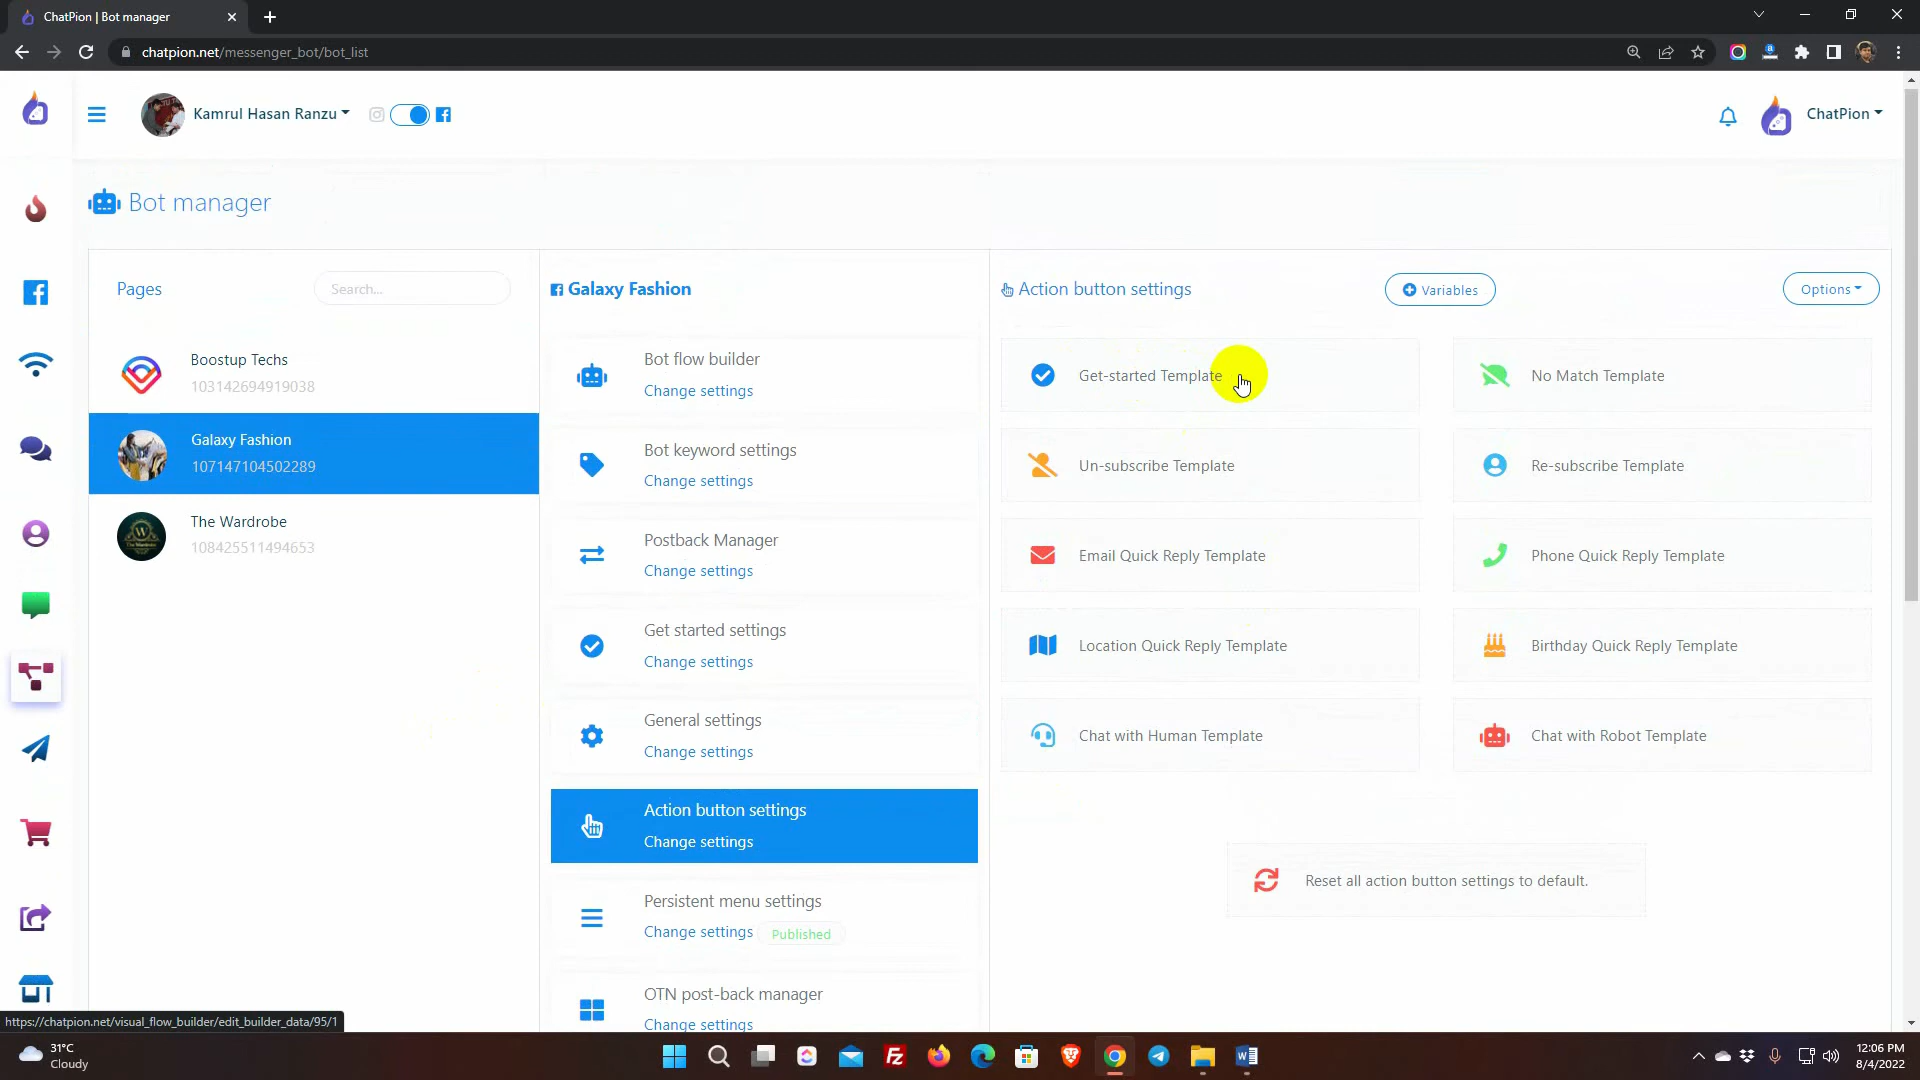 ChatPion | Bot manager
chatpion.net/messenger_bot/bot_list
Kamrul Hasan Ranzu
ChatPion
Bot manager
Pages
Search...
Boostup Techs
103142694919038
Galaxy Fashion
107147104502289
The Wardrobe
108425511494653
Galaxy Fashion
Bot flow builder
Change settings
Bot keyword settings
Change settings
Postback Manager
Change settings
Get started settings
Change settings
General settings
Change settings
Action button settings
Change settings
Persistent menu settings
Change settings Published
OTN post-back manager
Change settings
Action button settings
Variables
Options
Get-started Template
No Match Template
Un-subscribe Template
Re-subscribe Template
Email Quick Reply Template
Phone Quick Reply Template
Location Quick Reply Template
Birthday Quick Reply Template
Chat with Human Template
Chat with Robot Template
Reset all action button settings to default.
https://chatpion.net/visual_flow_builder/edit_builder_data/95/1
31°C
Cloudy
12:06 PM
8/4/2022